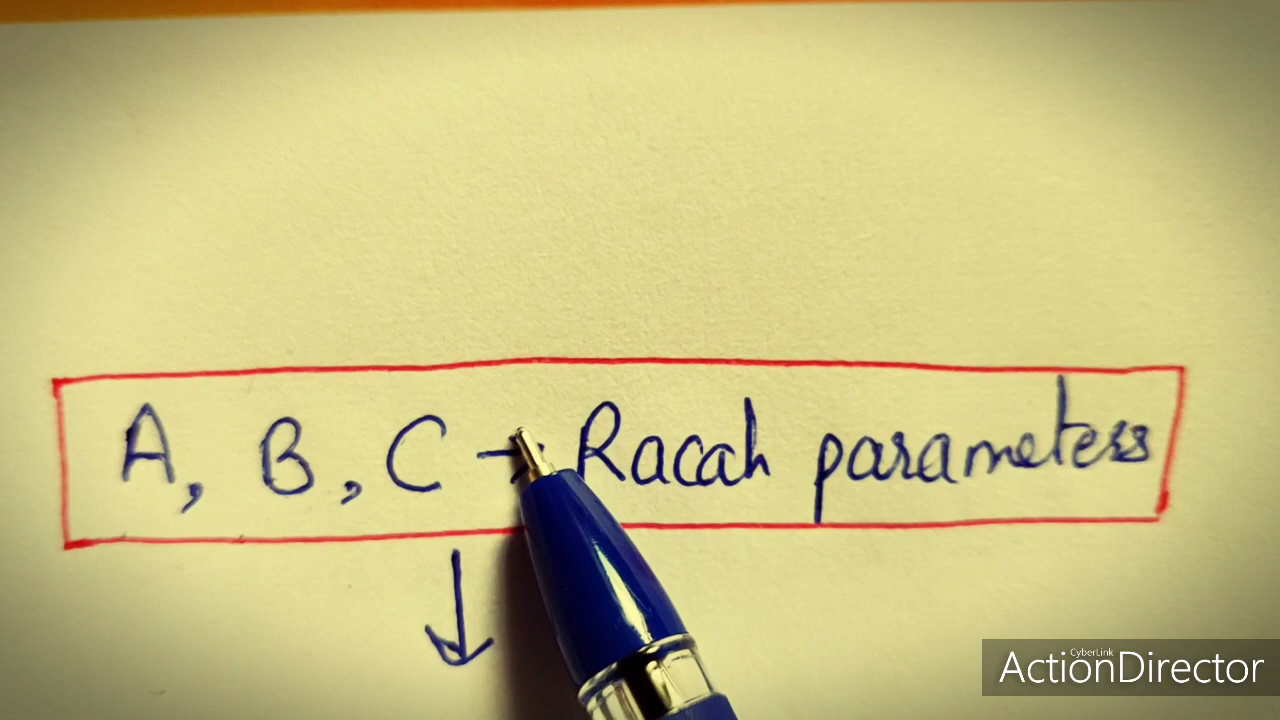 A, B, C → Racah parameters
CyberLink
ActionDirector